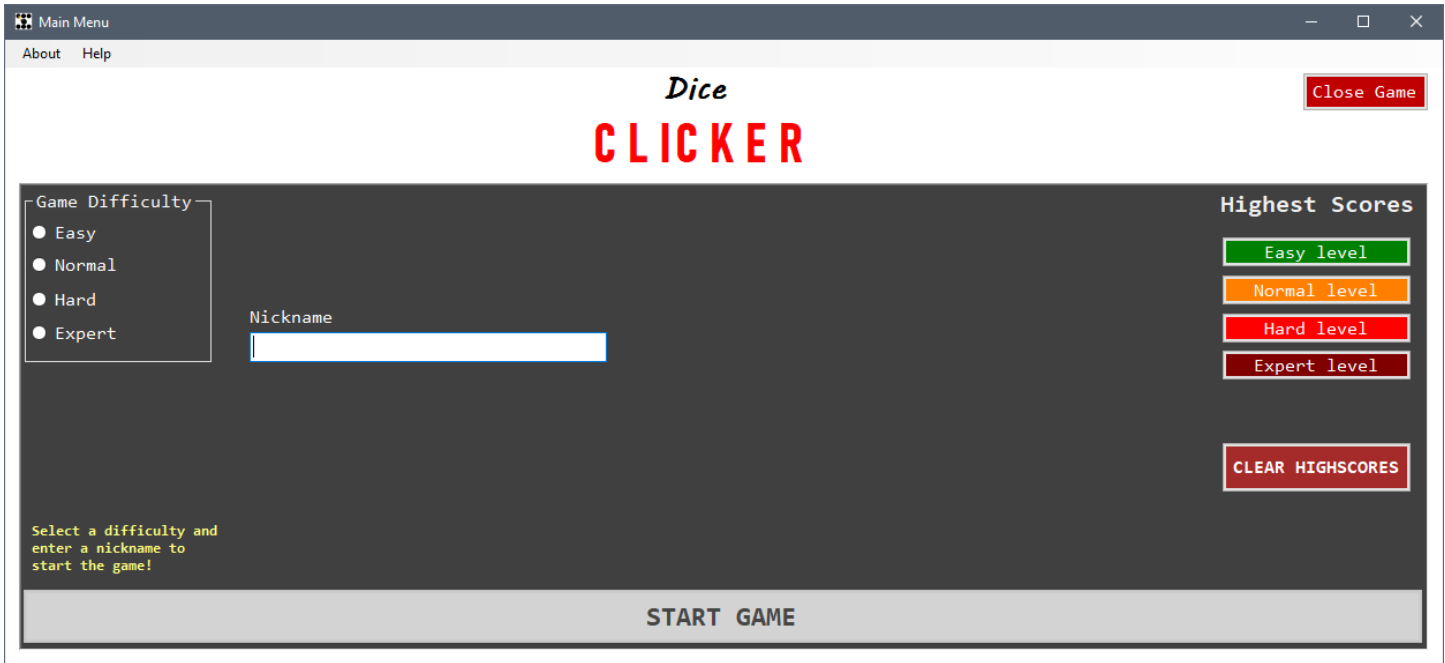 Main Menu
About Help
Dice
CLICKER
Close Game
Game Difficulty
Easy
Normal
Hard
Expert
Nickname
Highest Scores
Easy level
Normal level
Hard level
Expert level
CLEAR HIGHSCORES
Select a difficulty and
enter a nickname to
start the game!
START GAME